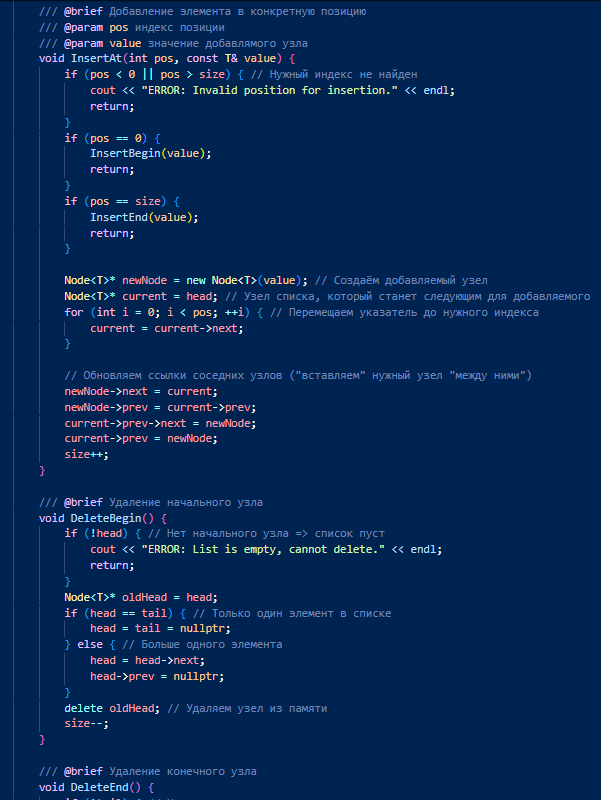 /// @brief Добавление элемента в конкретную позицию
/// @param pos индекс позиции
/// @param value значение добавлямого узла
void InsertAt(int pos, const T& value) {
if (pos < 0 || pos > size) { // Нужный индекс не найден
cout << "ERROR: Invalid position for insertion." << endl;
return;
}
if (pos == 0) {
InsertBegin(value);
return;
}
if (pos == size) {
InsertEnd(value);
return;
}
Node<T>* newNode = new Node<T>(value); // Создаём добавляемый узел
Node<T>* current = head; // Узел списка, который станет следующим для добавляемого
for (int i = 0; i < pos; ++i) { // Перемещаем указатель до нужного индекса
current = current->next;
}
// Обновляем ссылки соседних узлов ("вставляем" нужный узел "между ними")
newNode->next = current;
newNode->prev = current->prev;
current->prev->next = newNode;
current->prev = newNode;
size++;
}
/// @brief Удаление начального узла
void DeleteBegin() {
if (!head) { // Нет начального узла => список пуст
cout << "ERROR: List is empty, cannot delete." << endl;
return;
}
Node<T>* oldHead = head;
if (head == tail) { // Только один элемент в списке
head = tail = nullptr;
} else { // Больше одного элемента
head = head->next;
head->prev = nullptr;
}
delete oldHead; // Удаляем узел из памяти
size--;
}
/// @brief Удаление конечного узла
void DeleteEnd() {